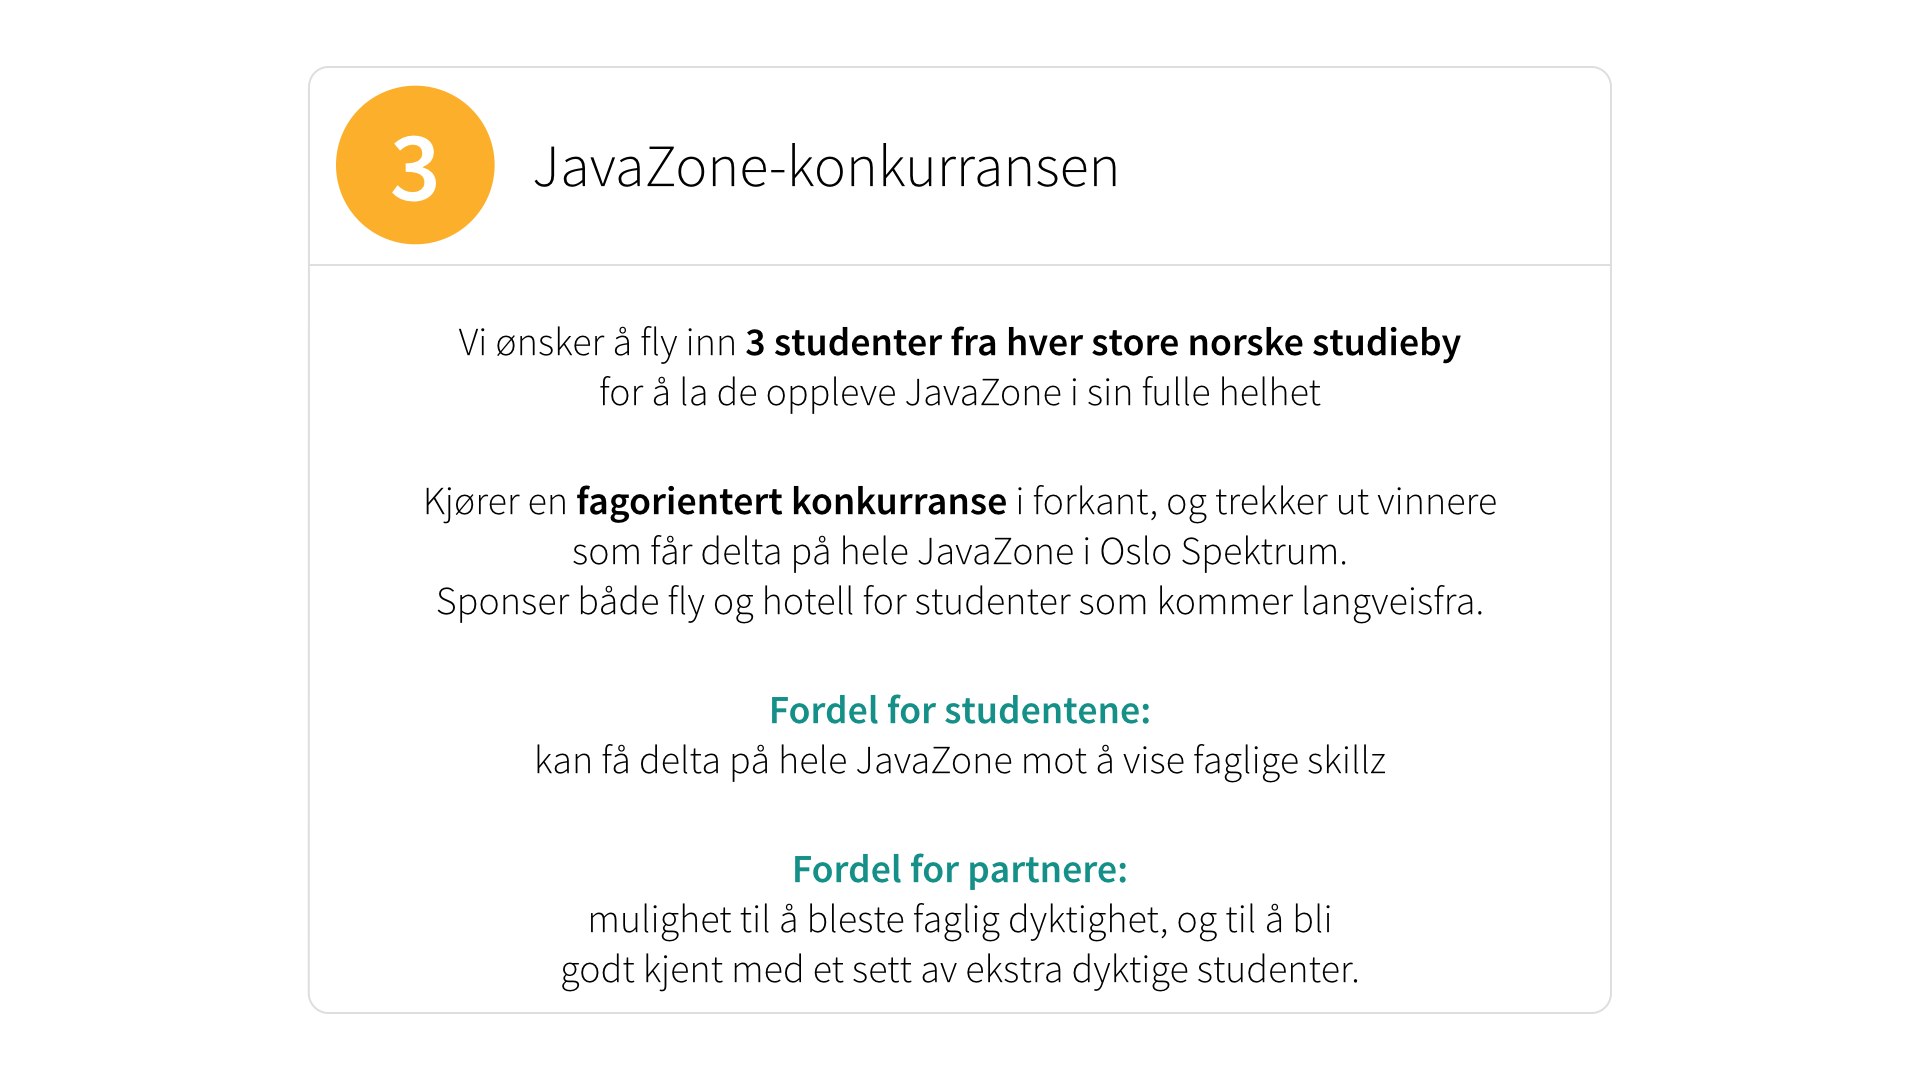 3
JavaZone-konkurransen
Vi ønsker å fly inn 3 studenter fra hver store norske studieby
for å la de oppleve JavaZone i sin fulle helhet
Kjører en fagorientert konkurranse i forkant, og trekker ut vinnere
som får delta på hele JavaZone i Oslo Spektrum.
Sponser både fly og hotell for studenter som kommer langveisfra.
Fordel for studentene:
kan få delta på hele JavaZone mot å vise faglige skillz
Fordel for partnere:
mulighet til å bleste faglig dyktighet, og til å bli
godt kjent med et sett av ekstra dyktige studenter.